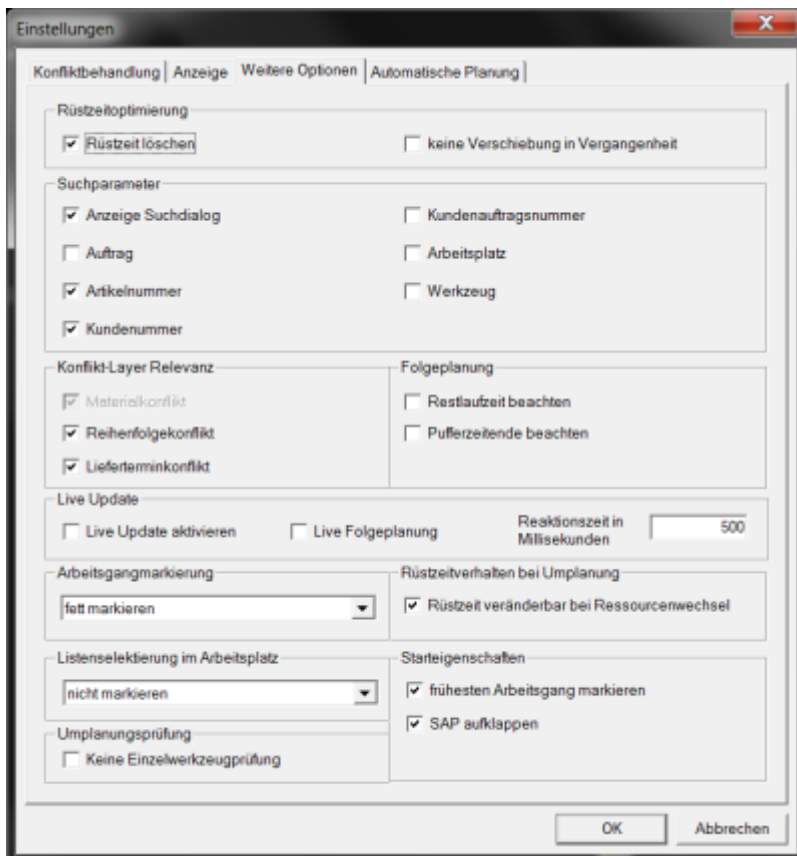 Einstellungen
Konfliktbehandlung Anzeige Weitere Optionen Automatische Planung
Rüstzeitoptimierung
Rüstzeit löschen keine Verschiebung in Vergangenheit
Suchparameter
Anzeige Suchdialog Kundenauftragsnummer
Auftrag Arbeitsplatz
Artikelnummer Werkzeug
Kundenummer
Konflikt-Layer Relevanz Folgeplanung
Materialkonflikt Restlaufzeit beachten
Reihenfolgekonflikt Pufferzeitende beachten
Lieferterminkonflikt
Live Update
Live Update aktivieren Live Folgeplanung Reaktionszeit in
Millisekunden 500
Arbeitsgangmarkierung Rüstzeitverhalten bei Umplanung
fett markieren Rüstzeit veränderbar bei Ressourcenwechsel
Listenselektierung im Arbeitsplatz Starteigenschaften
nicht markieren frühesten Arbeitsgang markieren
SAP aufklappen
Umplanungsprüfung
Keine Einzelwerkzeugprüfung
OK Abbrechen